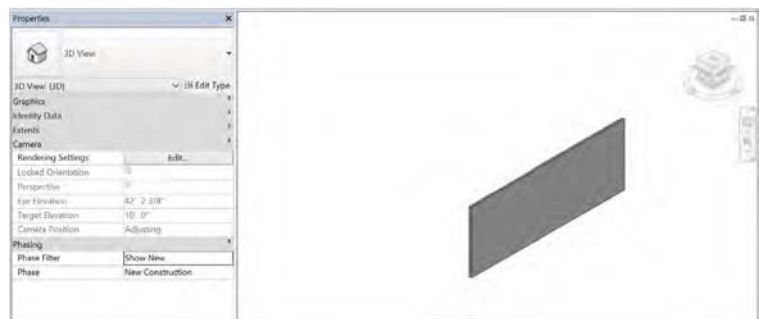 Properties
3D View
3D View: {3D}
Edit Type
Graphics
Identity Data
Extents
Camera
Rendering Settings Edit...
Locked Orientation
Perspective
Eye Elevation 42' 2 3/8"
Target Elevation 10' 0"
Camera Position Adjusting
Phasing
Phase Filter Show New
Phase New Construction